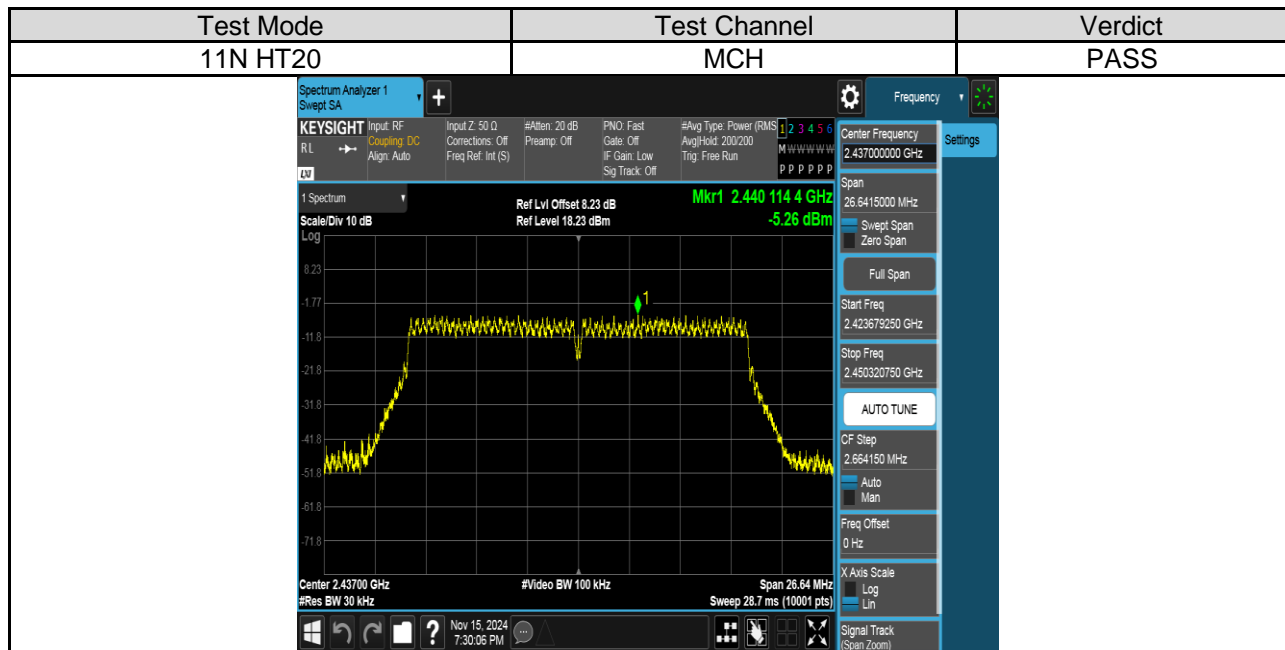 Test Mode Test Channel Verdict
11N HT20 MCH PASS
Spectrum Analyzer 1
Swept SA
+
Frequency
KEYSIGHT
RL
LXI
Input: RF
Coupling: DC
Align: Auto
Input Z: 50 Ω
Corrections: Off
Freq Ref: Int (S)
#Atten: 20 dB
Preamp: Off
PNO: Fast
Gate: Off
IF Gain: Low
Sig Track: Off
#Avg Type: Power (RMS
Avg|Hold: 200/200
Trig: Free Run
1 2 3 4 5 6
M W W W W W
P P P P P P
Settings
Center Frequency
2.437000000 GHz
Span
26.6415000 MHz
Swept Span
Zero Span
Full Span
Start Freq
2.423679250 GHz
Stop Freq
2.450320750 GHz
AUTO TUNE
CF Step
2.664150 MHz
Auto
Man
Freq Offset
0 Hz
X Axis Scale
Log
Lin
Signal Track
(Span Zoom)
1 Spectrum
Scale/Div 10 dB
Ref Lvl Offset 8.23 dB
Ref Level 18.23 dBm
Mkr1 2.440 114 4 GHz
-5.26 dBm
Log
8.23
-1.77
-11.8
-21.8
-31.8
-41.8
-51.8
-61.8
-71.8
1
Center 2.43700 GHz
#Res BW 30 kHz
#Video BW 100 kHz
Span 26.64 MHz
Sweep 28.7 ms (10001 pts)
?
Nov 15, 2024
7:30:06 PM